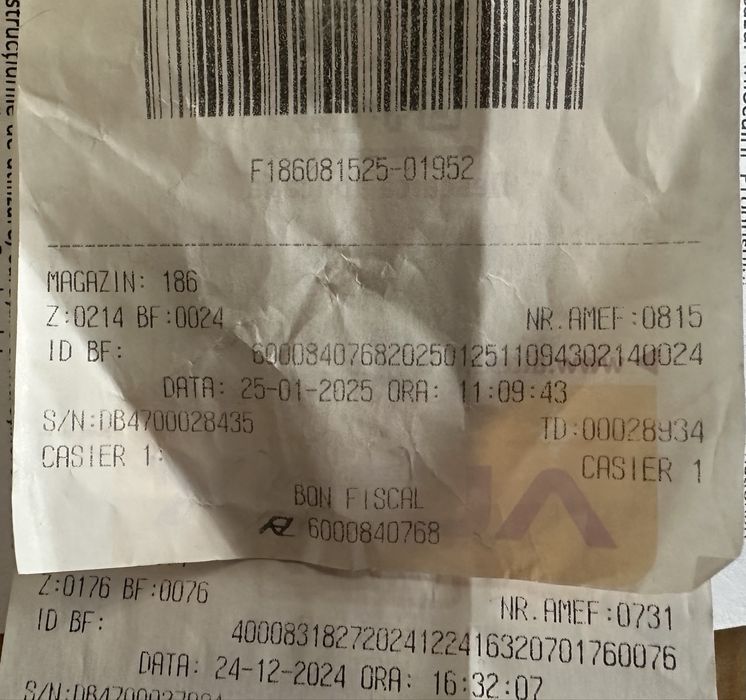 F186081525-01952
MAGAZIN: 186
Z:0214 BF:0024 NR.AMEF:0815
ID BF: 60008407682025012511094302140024
DATA: 25-01-2025 ORA: 11:09:43
S/N:DB4700028435 TD:00028934
CASIER 1: CASIER 1
BON FISCAL
6000840768
Z:0176 BF:0076 NR.AMEF:0731
ID BF: 40008318272024122416320701760076
DATA: 24-12-2024 ORA: 16:32:07